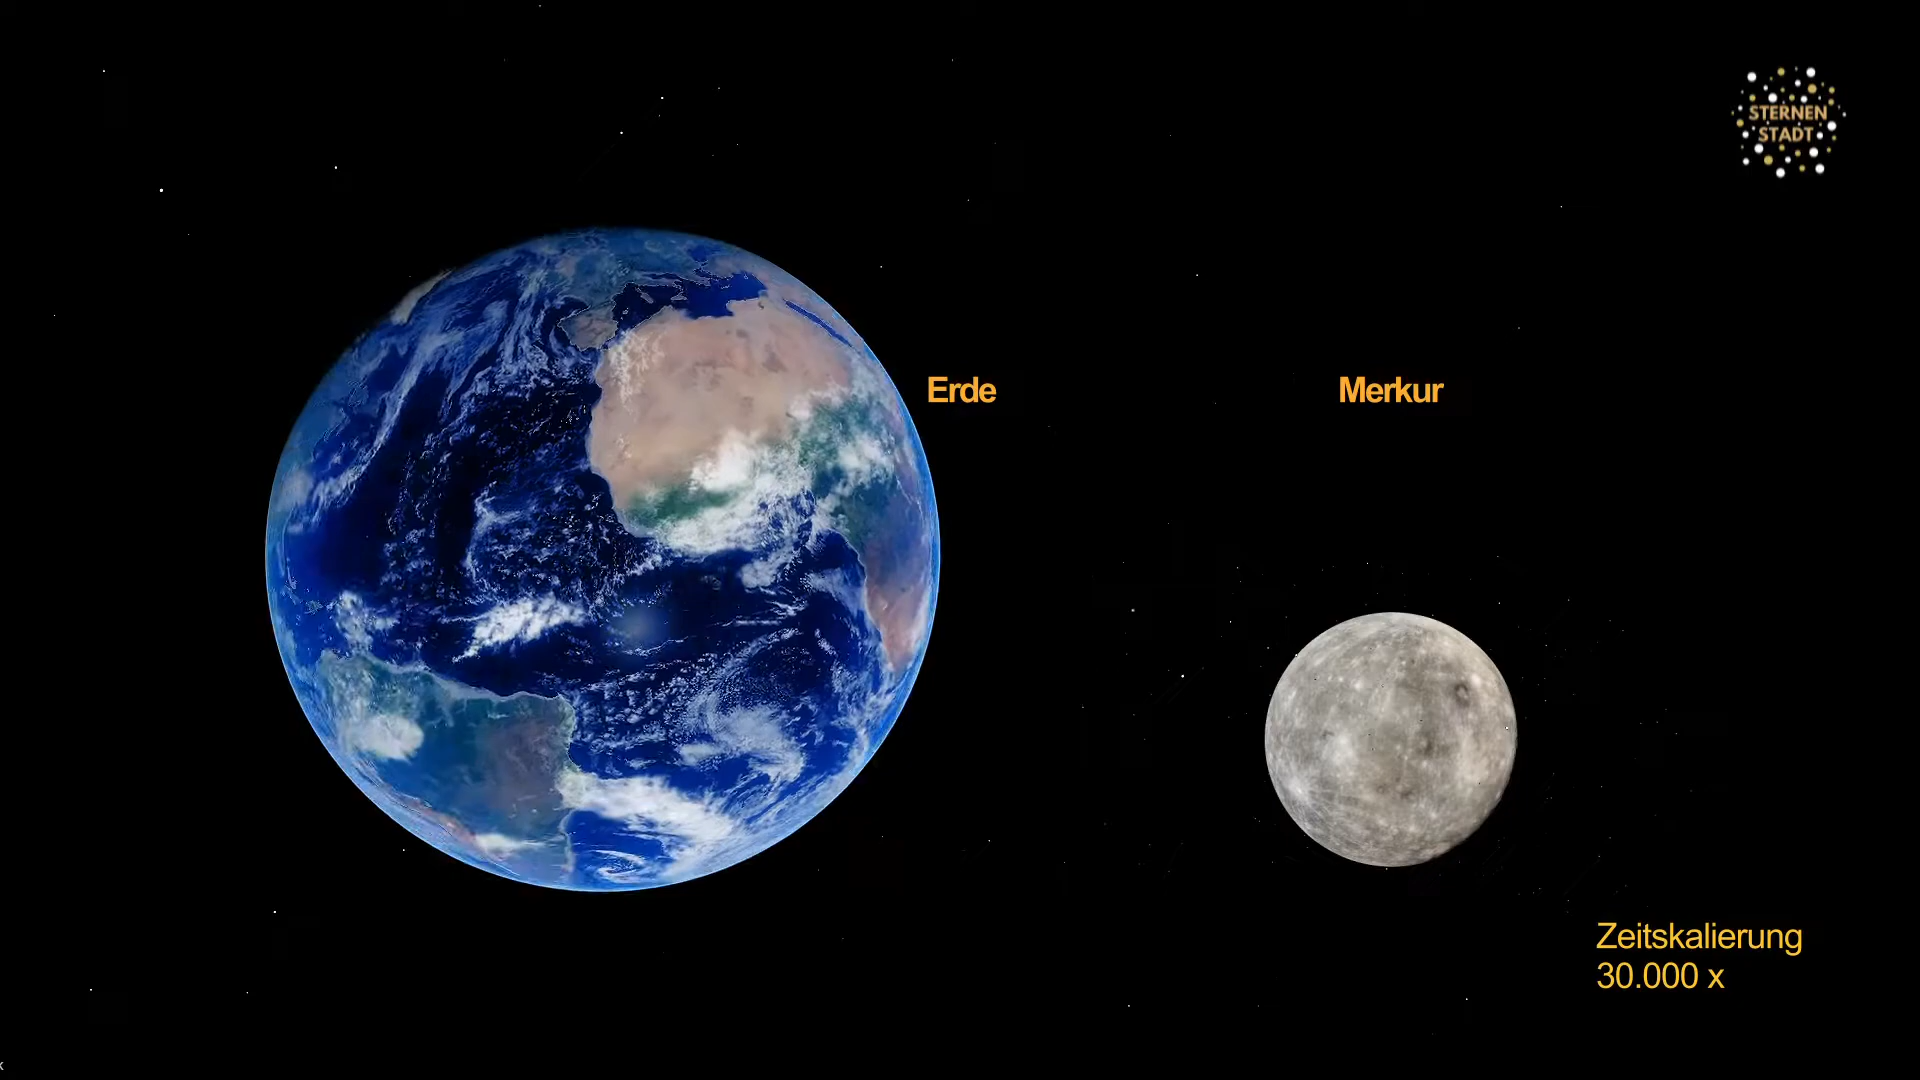 STERNEN
STADT
Erde
Merkur
Zeitskalierung
30.000 x